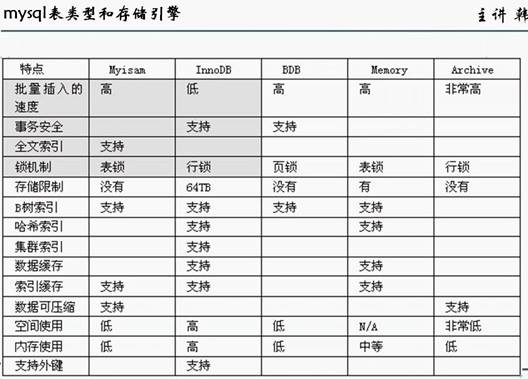 mysql表类型和存储引擎
主讲 韩
特点 Myisam InnoDB BDB Memory Archive
批量插入的 高 低 高 高 非常高
速度
事务安全 支持 支持
全文索引 支持
锁机制 表锁 行锁 页锁 表锁 行锁
存储限制 没有 64TB 没有 有 没有
B树索引 支持 支持 支持 支持
哈希索引 支持 支持
集群索引 支持
数据缓存 支持 支持
索引缓存 支持 支持 支持
数据可压缩 支持 支持
空间使用 低 高 低 N/A 非常低
内存使用 低 高 低 中等 低
支持外键 支持